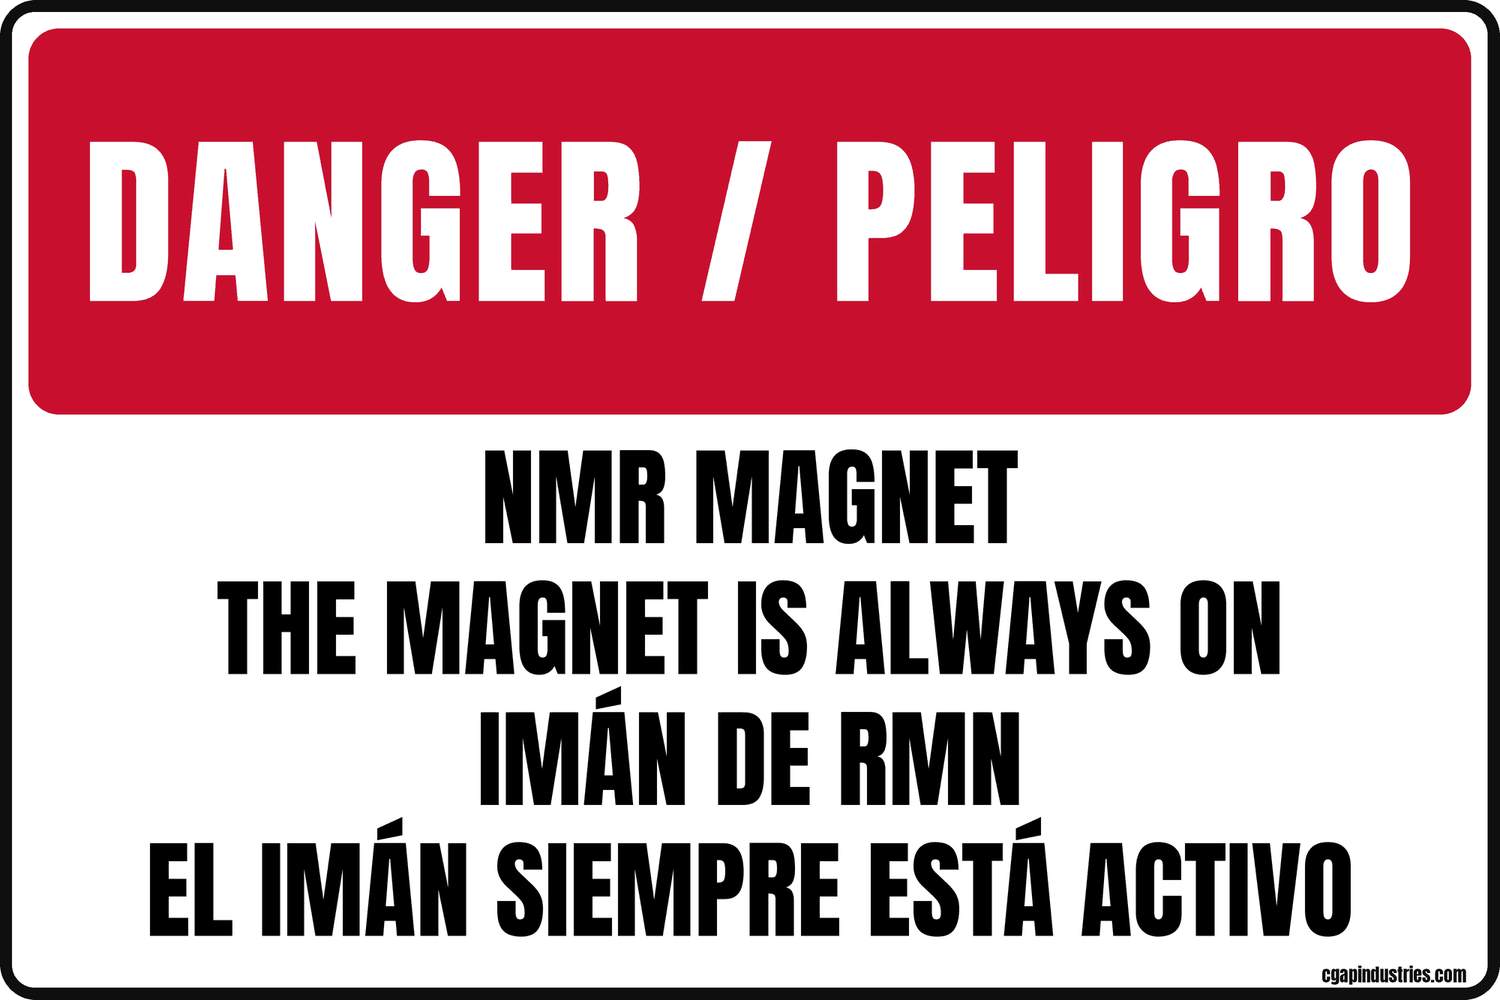 DANGER / PELIGRO
NMR MAGNET
THE MAGNET IS ALWAYS ON
IMÁN DE RMN
EL IMÁN SIEMPRE ESTÁ ACTIVO
cgapindustries.com